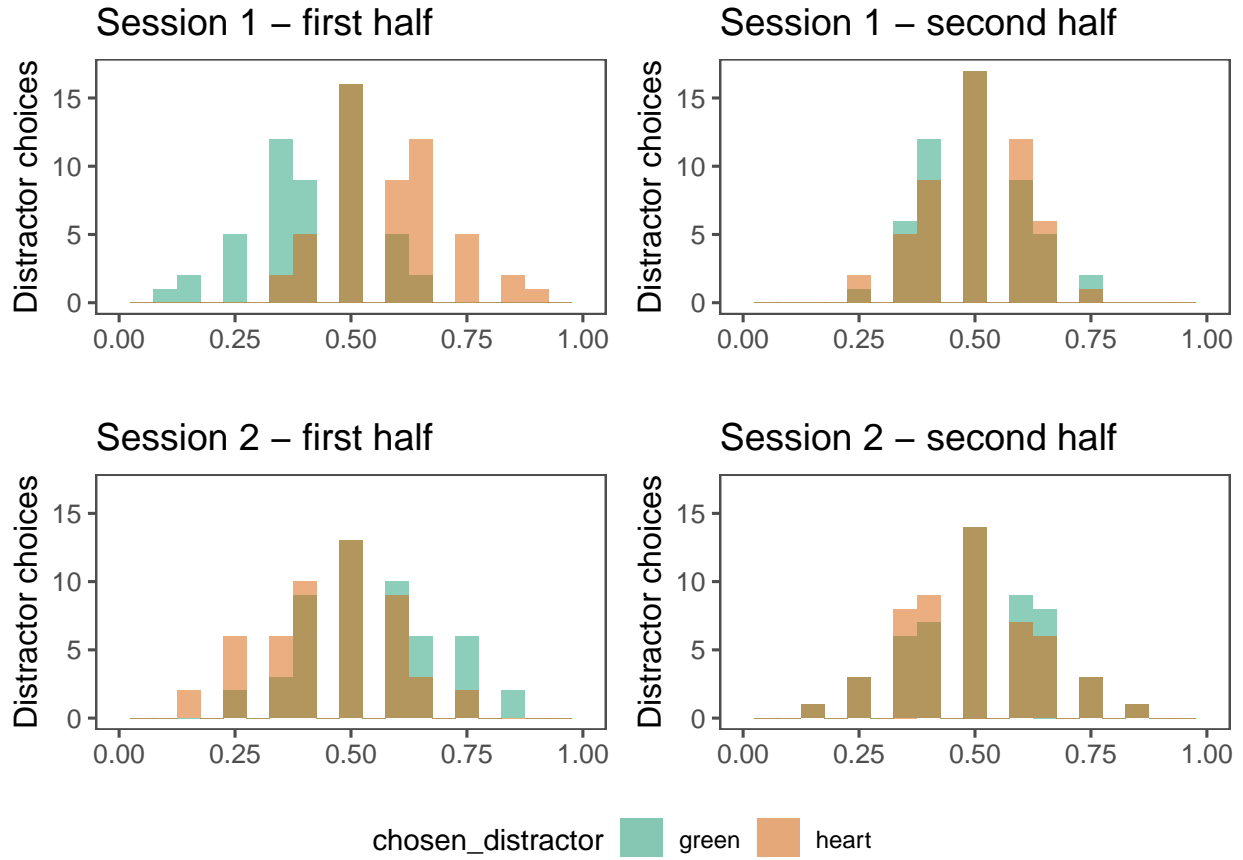 Session 1 – first half
Session 1 – second half
Distractor choices
15
10
5
0
0.00 0.25 0.50 0.75 1.00
Distractor choices
15
10
5
0
0.00 0.25 0.50 0.75 1.00
Session 2 – first half
Session 2 – second half
Distractor choices
15
10
5
0
0.00 0.25 0.50 0.75 1.00
Distractor choices
15
10
5
0
0.00 0.25 0.50 0.75 1.00
chosen_distractor green heart